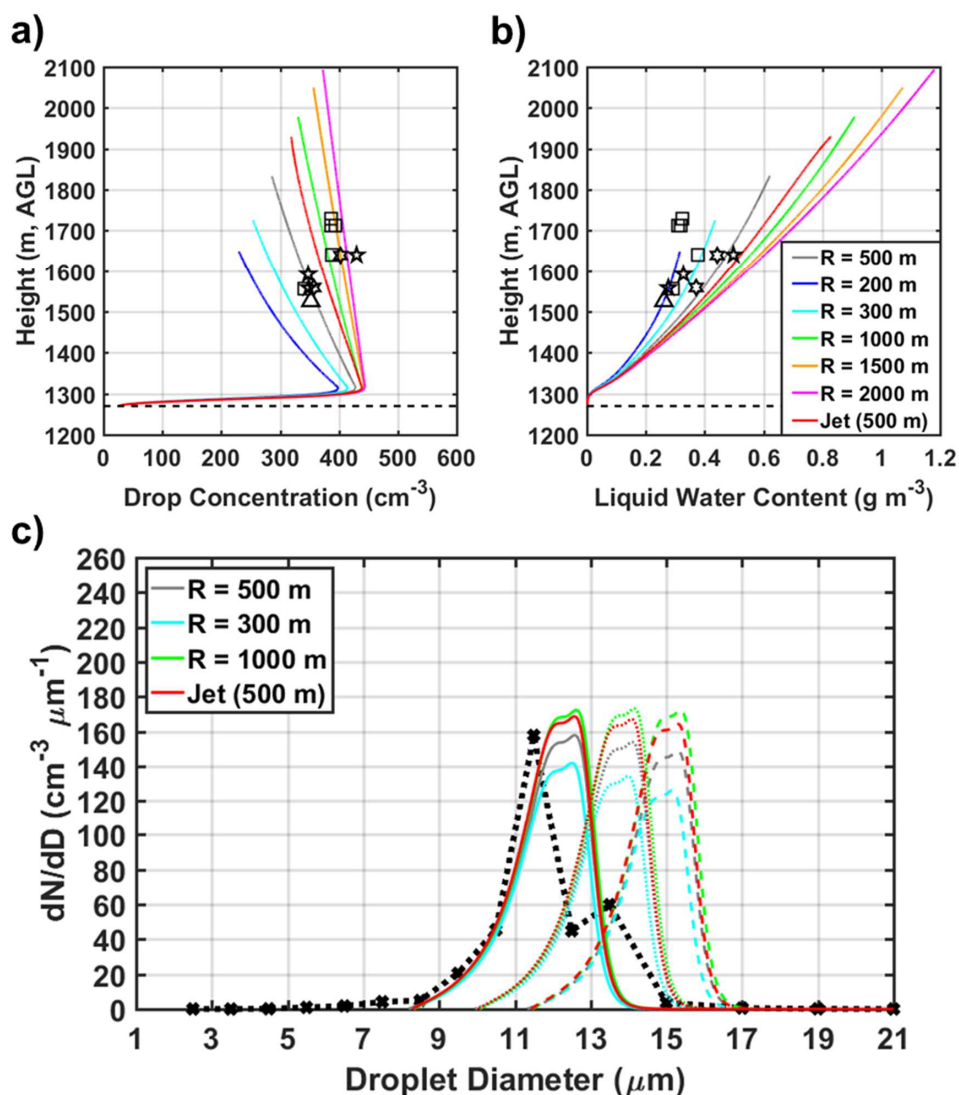 a)
2100
2000
1900
1800
1700
1600
1500
1400
1300
1200
Height (m, AGL)
0 100 200 300 400 500 600
Drop Concentration (cm-3)
b)
2100
2000
1900
1800
1700
1600
1500
1400
1300
1200
Height (m, AGL)
0 0.2 0.4 0.6 0.8 1 1.2
Liquid Water Content (g m-3)
R = 500 m
R = 200 m
R = 300 m
R = 1000 m
R = 1500 m
R = 2000 m
Jet (500 m)
c)
260
240
220
200
180
160
140
120
100
80
60
40
20
0
dN/dD (cm-3 μm-1)
R = 500 m
R = 300 m
R = 1000 m
Jet (500 m)
1 3 5 7 9 11 13 15 17 19 21
Droplet Diameter (μm)